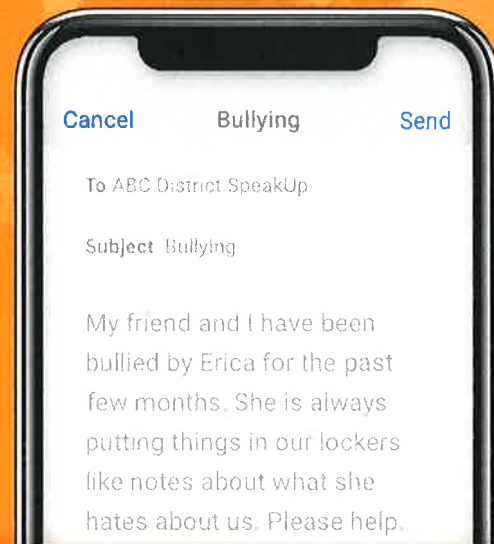 Cancel Bullying Send
To ABC District SpeakUp
Subject Bullying
My friend and I have been
bullied by Erica for the past
few months. She is always
putting things in our lockers
like notes about what she
hates about us. Please help.